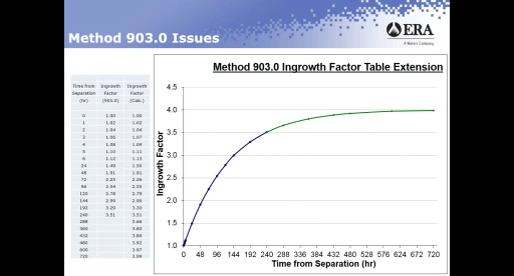 Method 903.0 Issues
ERA
A Waters Company
Method 903.0 Ingrowth Factor Table Extension
Time from Ingrowth Ingrowth
Separation Factor Factor
(hr) (903.0) (Calc.)
0 1.00 1.00
1 1.02 1.02
2 1.04 1.04
3 1.06 1.07
4 1.08 1.09
5 1.10 1.11
6 1.12 1.13
24 1.49 1.50
48 1.91 1.91
72 2.25 2.26
96 2.54 2.55
120 2.78 2.79
144 2.99 2.99
192 3.29 3.30
240 3.51 3.51
288 3.66
360
432
480 3.92
600 3.97
720 3.99
Ingrowth Factor
4.5
4.0
3.5
3.0
2.5
2.0
1.5
1.0
0 48 96 144 192 240 288 336 384 432 480 528 576 624 672 720
Time from Separation (hr)